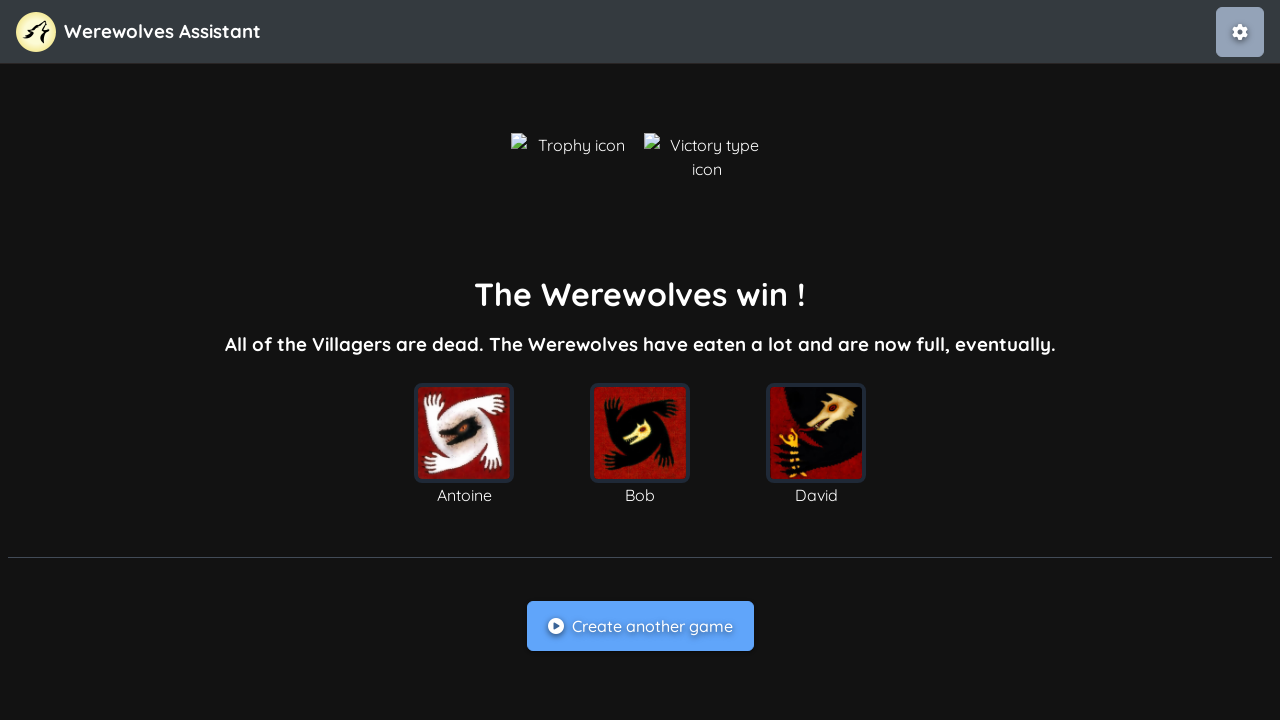 Werewolves Assistant
Trophy icon
Victory type
icon
The Werewolves win !
All of the Villagers are dead. The Werewolves have eaten a lot and are now full, eventually.
Antoine
Bob
David
Create another game